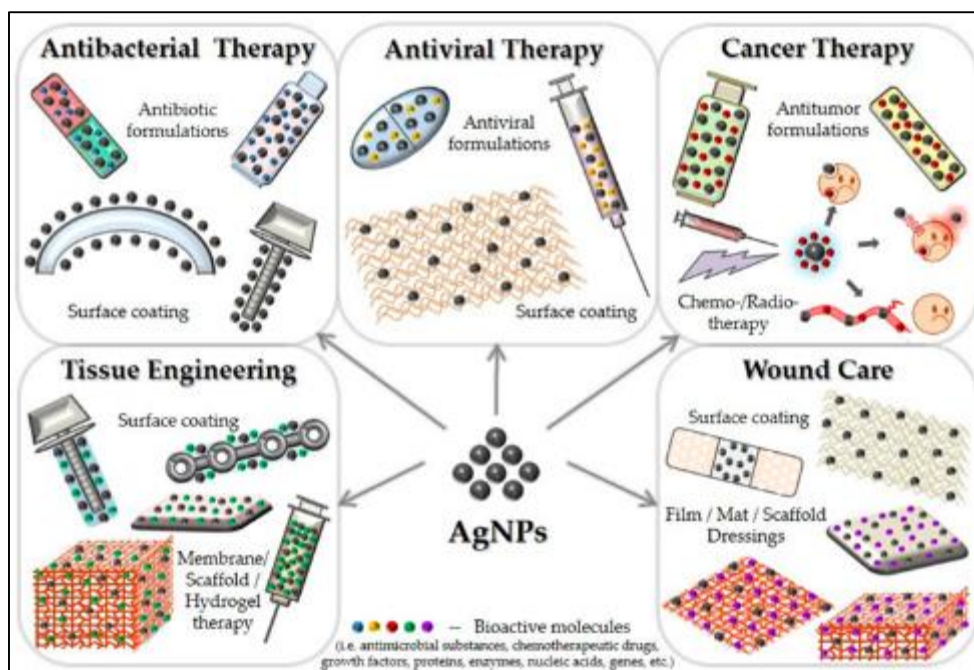 Antibacterial Therapy
Antibiotic
formulations
Surface coating
Antiviral Therapy
Antiviral
formulations
Surface coating
Cancer Therapy
Antitumor
formulations
Chemo-/Radio-
therapy
Tissue Engineering
Surface coating
Membrane/
Scaffold /
Hydrogel
therapy
AgNPs
Wound Care
Surface coating
Film / Mat / Scaffold
Dressings
– Bioactive molecules
(i.e. antimicrobial substances, chemotherapeutic drugs,
growth factors, proteins, enzymes, nucleic acids, genes, etc.)